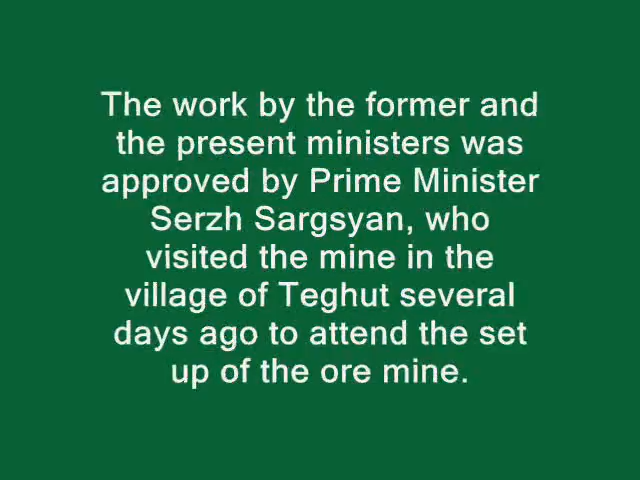 The work by the former and
the present ministers was
approved by Prime Minister
Serzh Sargsyan, who
visited the mine in the
village of Teghut several
days ago to attend the set
up of the ore mine.